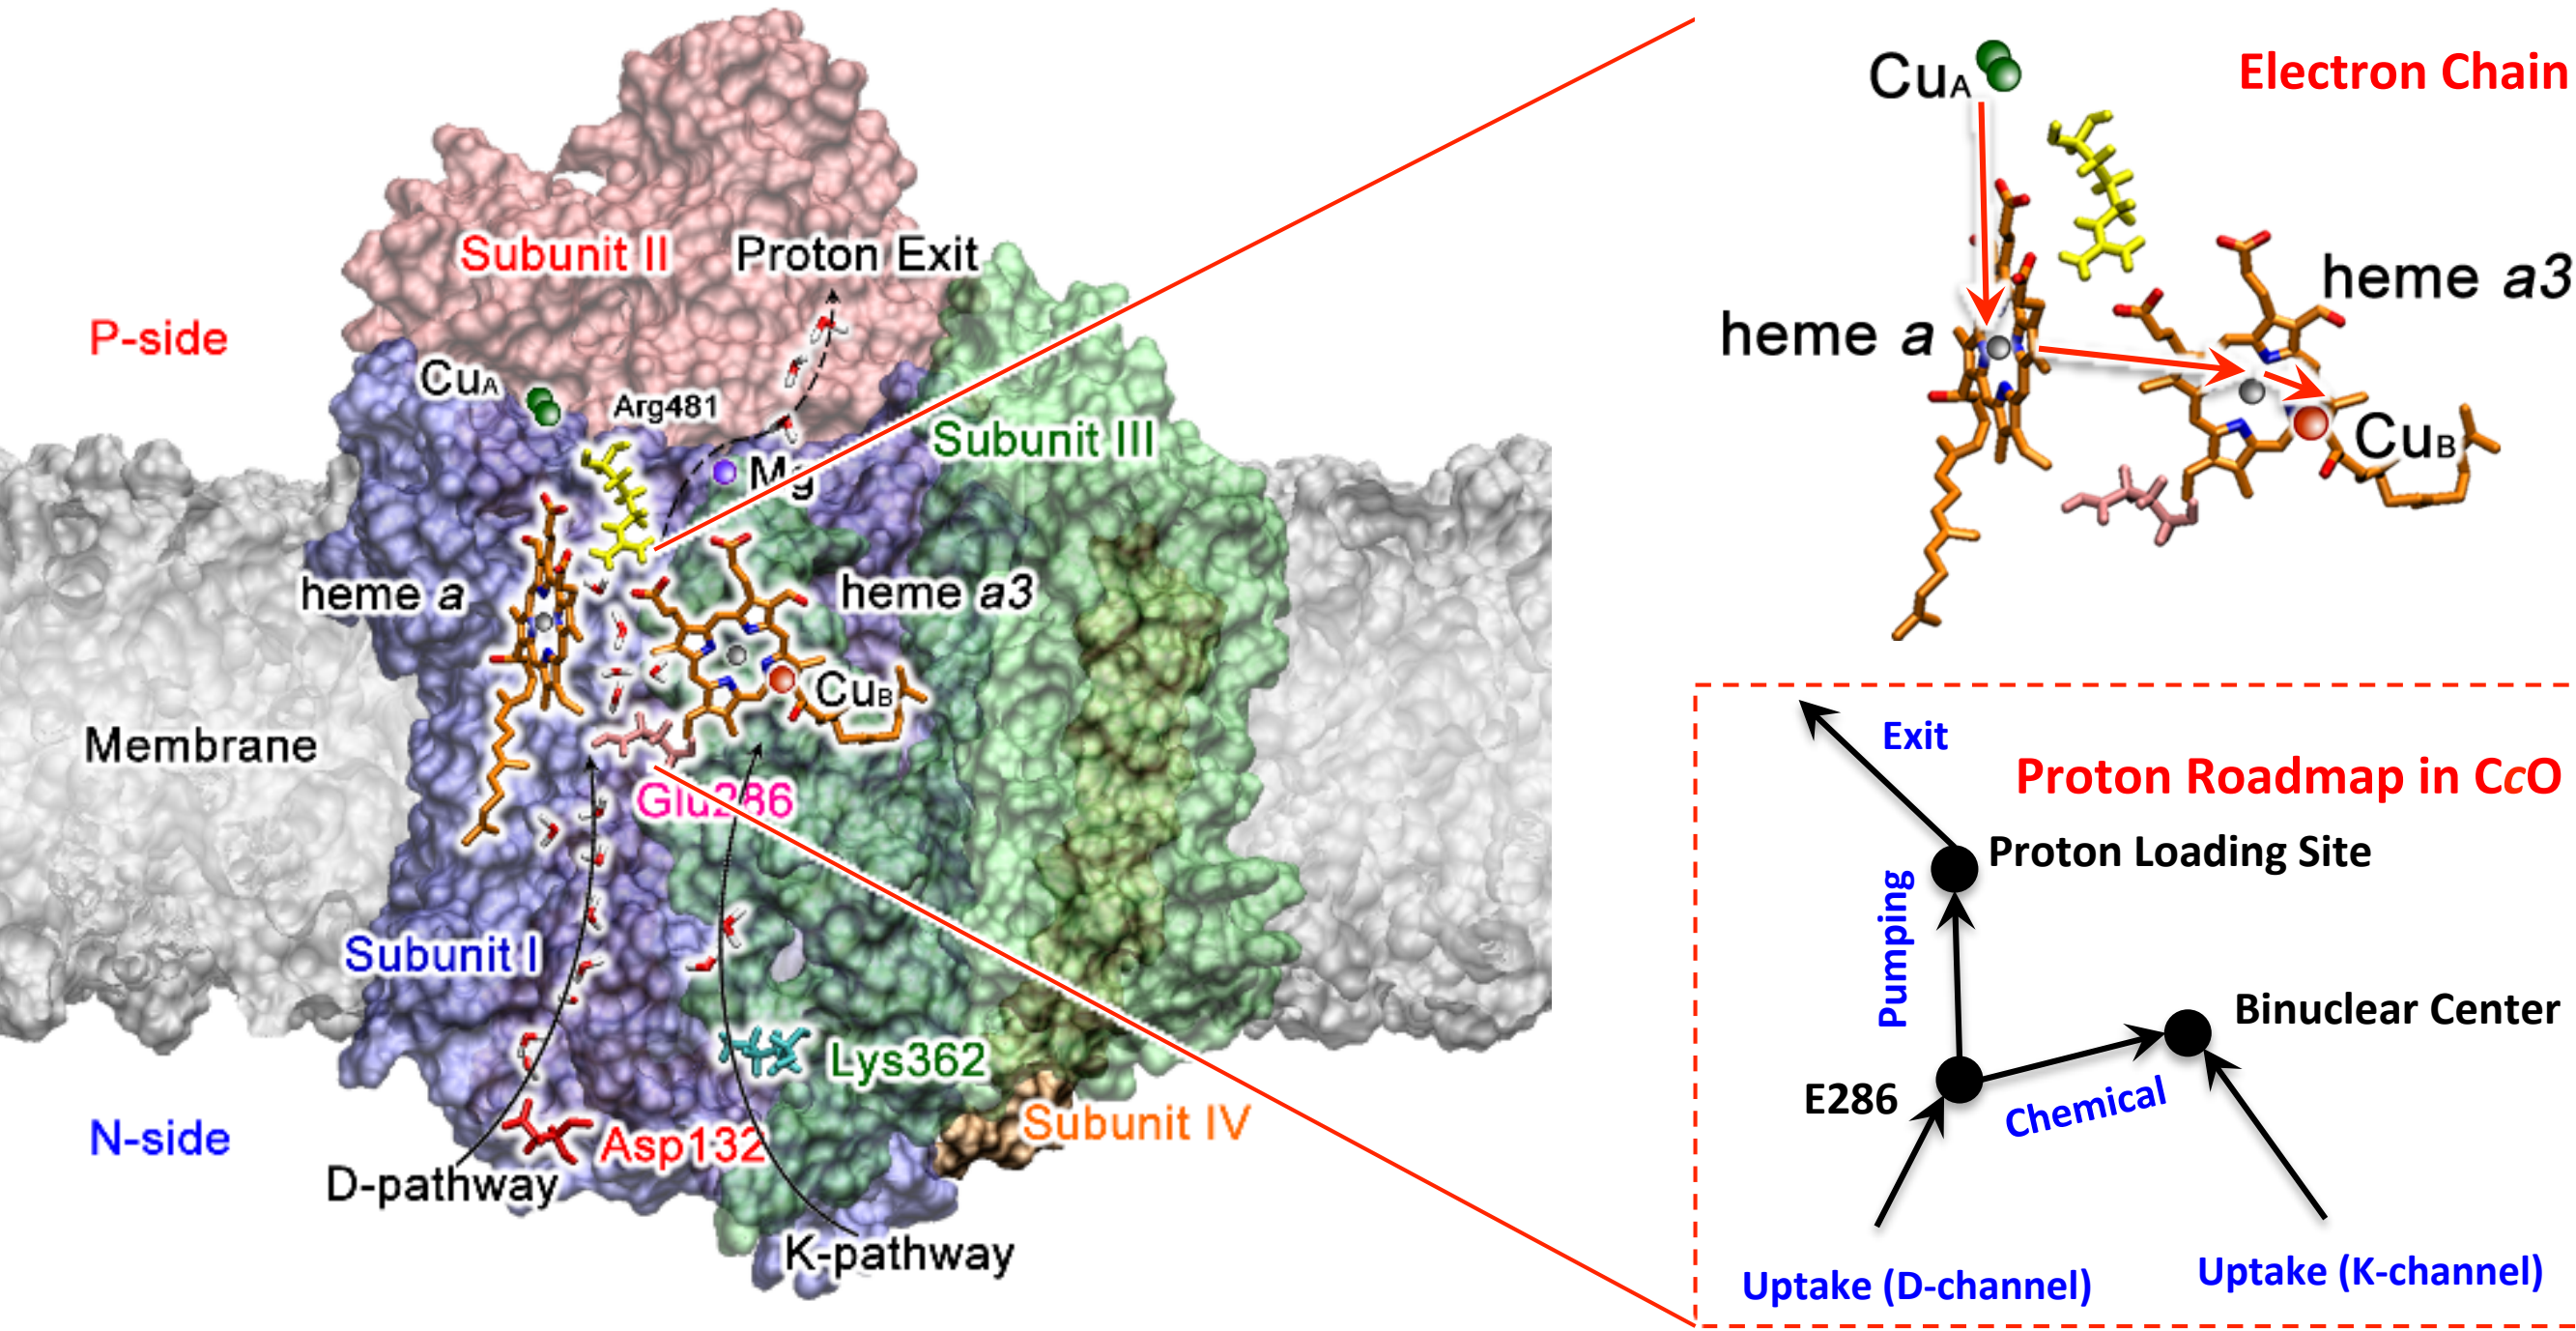 Subunit II
Proton Exit
P-side
CuA
Arg481
Mg
Subunit III
heme a
heme a3
CuB
Membrane
Glu286
Subunit I
Lys362
N-side
Asp132
Subunit IV
D-pathway
K-pathway
CuA
Electron Chain
heme a3
heme a
CuB
Exit
Proton Roadmap in CcO
Proton Loading Site
Pumping
Binuclear Center
E286
Chemical
Uptake (D-channel)
Uptake (K-channel)